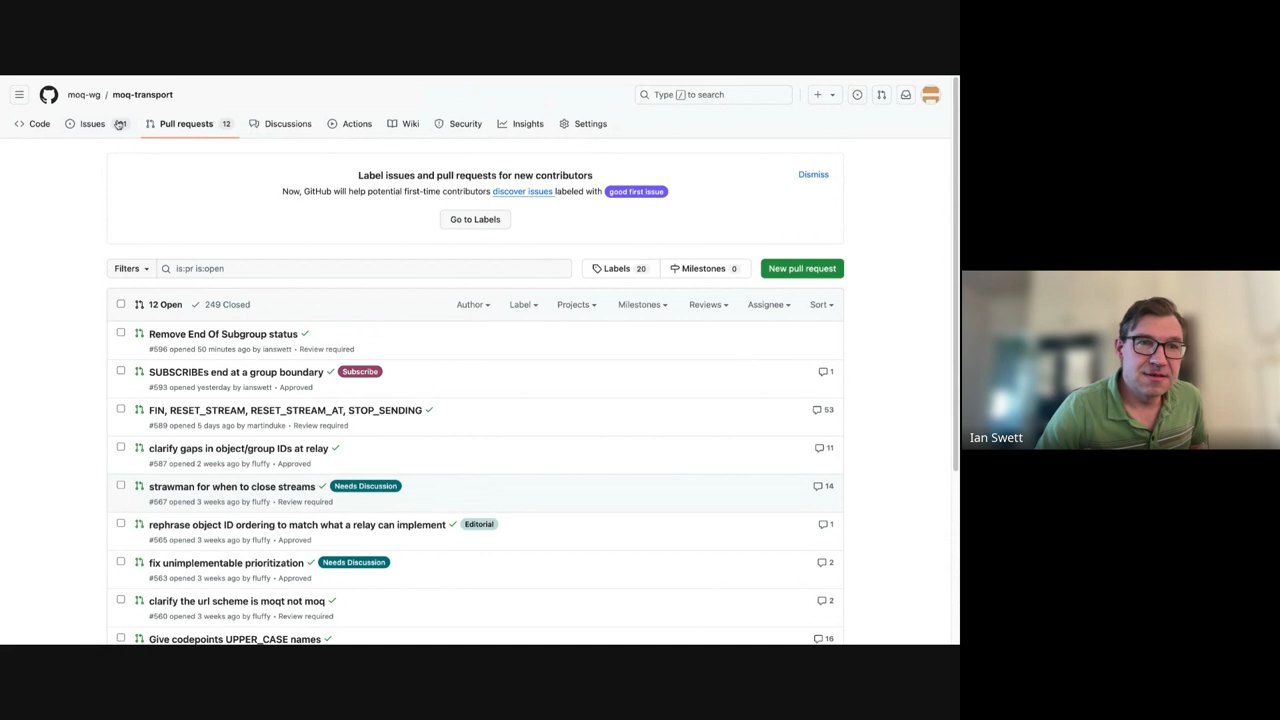 moq-wg / moq-transport
Type / to search
Code
Issues
Pull requests 12
Discussions
Actions
Wiki
Security
Insights
Settings
Label issues and pull requests for new contributors
Dismiss
Now, GitHub will help potential first-time contributors discover issues labeled with good first issue
Go to Labels
Filters
is:pr is:open
Labels 20
Milestones 0
New pull request
12 Open
249 Closed
Author
Label
Projects
Milestones
Reviews
Assignee
Sort
Remove End Of Subgroup status
#596 opened 50 minutes ago by ianswett • Review required
SUBSCRIBEs end at a group boundary Subscribe 1
#593 opened yesterday by ianswett • Approved
FIN, RESET_STREAM, RESET_STREAM_AT, STOP_SENDING 53
#589 opened 5 days ago by martinduke • Review required
clarify gaps in object/group IDs at relay 11
#587 opened 2 weeks ago by fluffy • Approved
strawman for when to close streams Needs Discussion 14
#567 opened 3 weeks ago by fluffy • Review required
rephrase object ID ordering to match what a relay can implement Editorial 1
#565 opened 3 weeks ago by fluffy • Approved
fix unimplementable prioritization Needs Discussion 2
#563 opened 3 weeks ago by fluffy • Approved
clarify the url scheme is moqt not moq 2
#560 opened 3 weeks ago by fluffy • Review required
Give codepoints UPPER_CASE names 16
Ian Swett